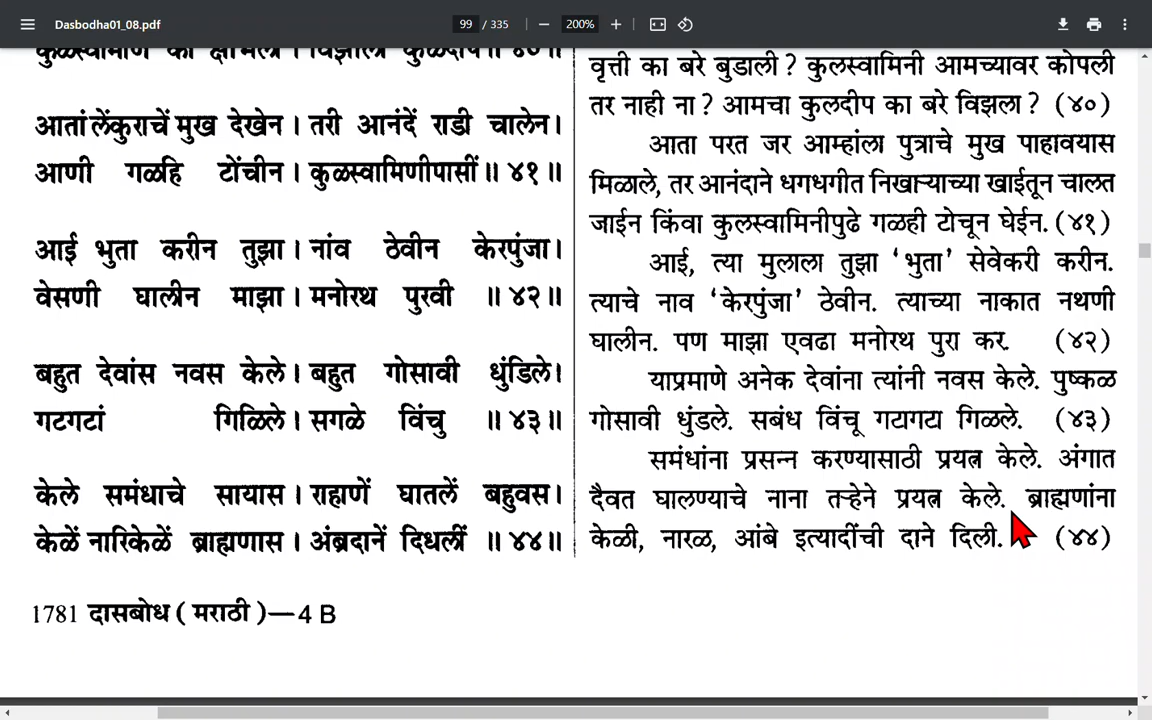 Dasbodha01_08.pdf
99 / 335
200%
कुळस्वामीण कां क्षोभली। विझाला कुळदीप॥ ४०॥
आतां लेंकुराचें मुख देखेन। तरी आनंदें राडी चालेन।
आणी गळहि टोंचीन। कुळस्वामिणीपासीं॥ ४१॥
आई भुता करीन तुझा। नांव ठेवीन केरपुंजा।
वेसणी घालीन माझा। मनोरथ पुरवी ॥ ४२॥
बहुत देवांस नवस केले। बहुत गोसावी धुंडिले।
गटगटां गिळिले। सगळे विंचु ॥ ४३॥
केले समंधाचे सायास। राहाणें घातलें बहुवस।
केळें नारिकेळें ब्राह्मणास। अंब्रदानें दिधलीं ॥ ४४॥
1781 दासबोध ( मराठी )—4 B
वृत्ती का बरे बुडाली? कुलस्वामिनी आमच्यावर कोपली
तर नाही ना? आमचा कुलदीप का बरे विझला? (४०)
आता परत जर आम्हांला पुत्राचे मुख पाहावयास
मिळाले, तर आनंदाने धगधगीत निखाऱ्याच्या खाईतून चालत
जाईन किंवा कुलस्वामिनीपुढे गळही टोचून घेईन. (४१)
आई, त्या मुलाला तुझा ‘भुता’ सेवेकरी करीन.
त्याचे नाव ‘केरपुंजा’ ठेवीन. त्याच्या नाकात नथणी
घालीन. पण माझा एवढा मनोरथ पुरा कर. (४२)
याप्रमाणे अनेक देवांना त्यांनी नवस केले. पुष्कळ
गोसावी धुंडले. सबंध विंचू गटागटा गिळले. (४३)
समंधांना प्रसन्न करण्यासाठी प्रयत्न केले. अंगात
दैवत घालण्याचे नाना तऱ्हेने प्रयत्न केले. ब्राह्मणांना
केळी, नारळ, आंबे इत्यादींची दाने दिली. (४४)